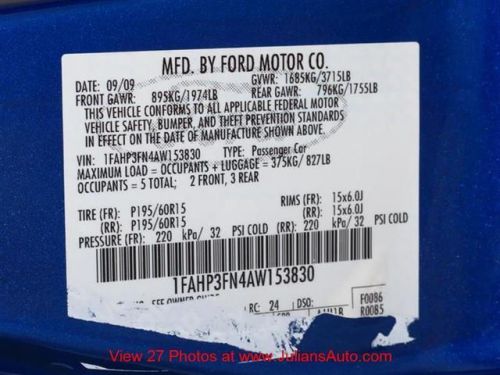 MFD. BY FORD MOTOR CO.
DATE: 09/09 GVWR: 1685KG/3715LB
FRONT GAWR: 895KG/1974LB REAR GAWR: 796KG/1755LB
THIS VEHICLE CONFORMS TO ALL APPLICABLE FEDERAL MOTOR
VEHICLE SAFETY, BUMPER, AND THEFT PREVENTION STANDARDS
IN EFFECT ON THE DATE OF MANUFACTURE SHOWN ABOVE.
VIN: 1FAHP3FN4AW153830 TYPE: Passenger Car
MAXIMUM LOAD = OCCUPANTS + LUGGAGE = 375KG/ 827LB
OCCUPANTS = 5 TOTAL; 2 FRONT, 3 REAR
TIRE (FR) P195/60R15 RIMS (FR): 15x6.0J
(RR) P195/60R15 (RR): 15x6.0J
PRESSURE (FR): 220 kPa/ 32 PSI COLD
(RR): 220 kPa/ 32 PSI COLD
1FAHP3FN4AW153830
SEE OWNER RC: 24 DSO: F0086
R0085
View 27 Photos at www.JuliansAuto.com